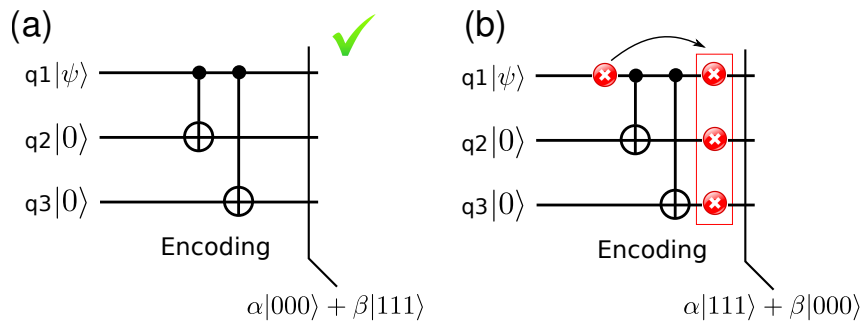 (a)
q1|ψ⟩
q2|0⟩
q3|0⟩
Encoding
α|000⟩ + β|111⟩
(b)
q1|ψ⟩
q2|0⟩
q3|0⟩
Encoding
α|111⟩ + β|000⟩